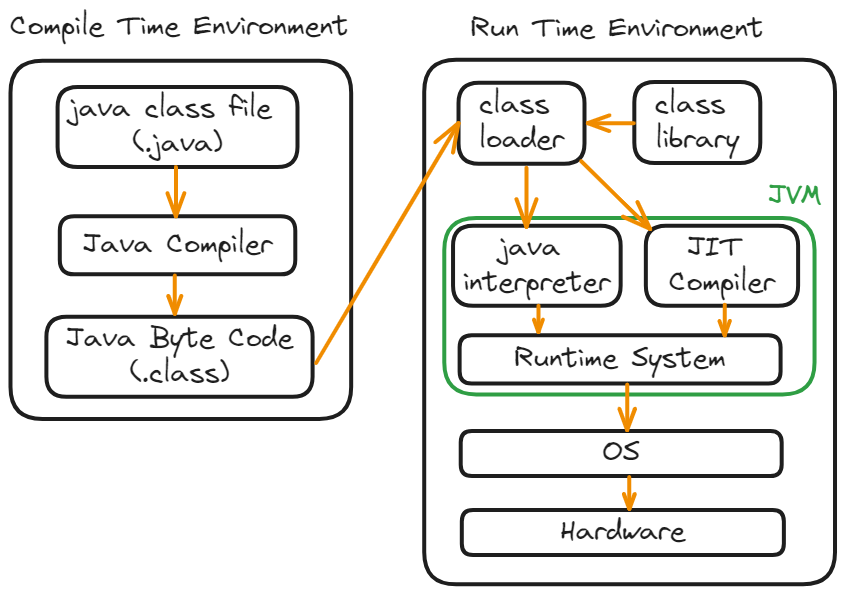 Compile Time Environment
java class file
(.java)
Java Compiler
Java Byte Code
(.class)
Run Time Environment
class
loader
class
library
JVM
java
interpreter
JIT
Compiler
Runtime System
OS
Hardware